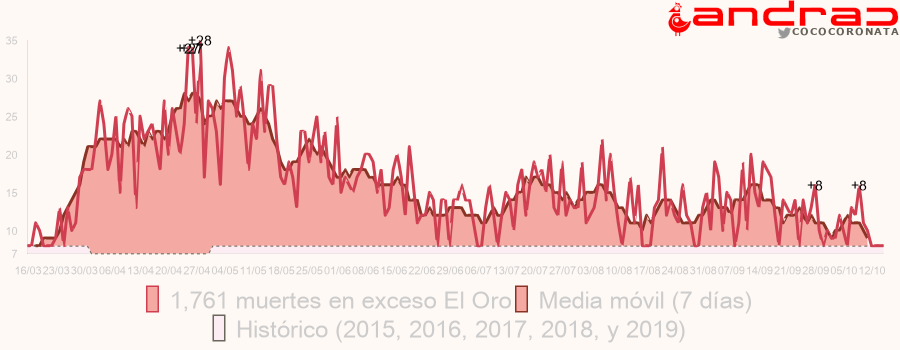 andrac
COCOCORONATA
35
30
25
20
15
10
7
+27
+28
+8
+8
16/03 23/03 30/03 06/04 13/04 20/04 27/04 04/05 11/05 18/05 25/05 01/06 08/06 15/06 22/06 29/06 06/07 13/07 20/07 27/07 03/08 10/08 17/08 24/08 31/08 07/09 14/09 21/09 28/09 05/10 12/10
1,761 muertes en exceso El Oro Media móvil (7 días)
Histórico (2015, 2016, 2017, 2018, y 2019)